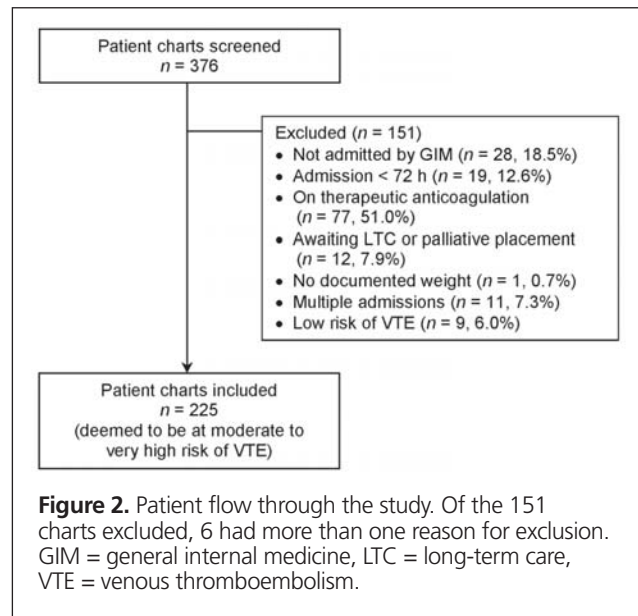 Patient charts screened
n = 376
Excluded (n = 151)
• Not admitted by GIM (n = 28, 18.5%)
• Admission < 72 h (n = 19, 12.6%)
• On therapeutic anticoagulation
(n = 77, 51.0%)
• Awaiting LTC or palliative placement
(n = 12, 7.9%)
• No documented weight (n = 1, 0.7%)
• Multiple admissions (n = 11, 7.3%)
• Low risk of VTE (n = 9, 6.0%)
Patient charts included
n = 225
(deemed to be at moderate to
very high risk of VTE)
Figure 2. Patient flow through the study. Of the 151
charts excluded, 6 had more than one reason for exclusion.
GIM = general internal medicine, LTC = long-term care,
VTE = venous thromboembolism.